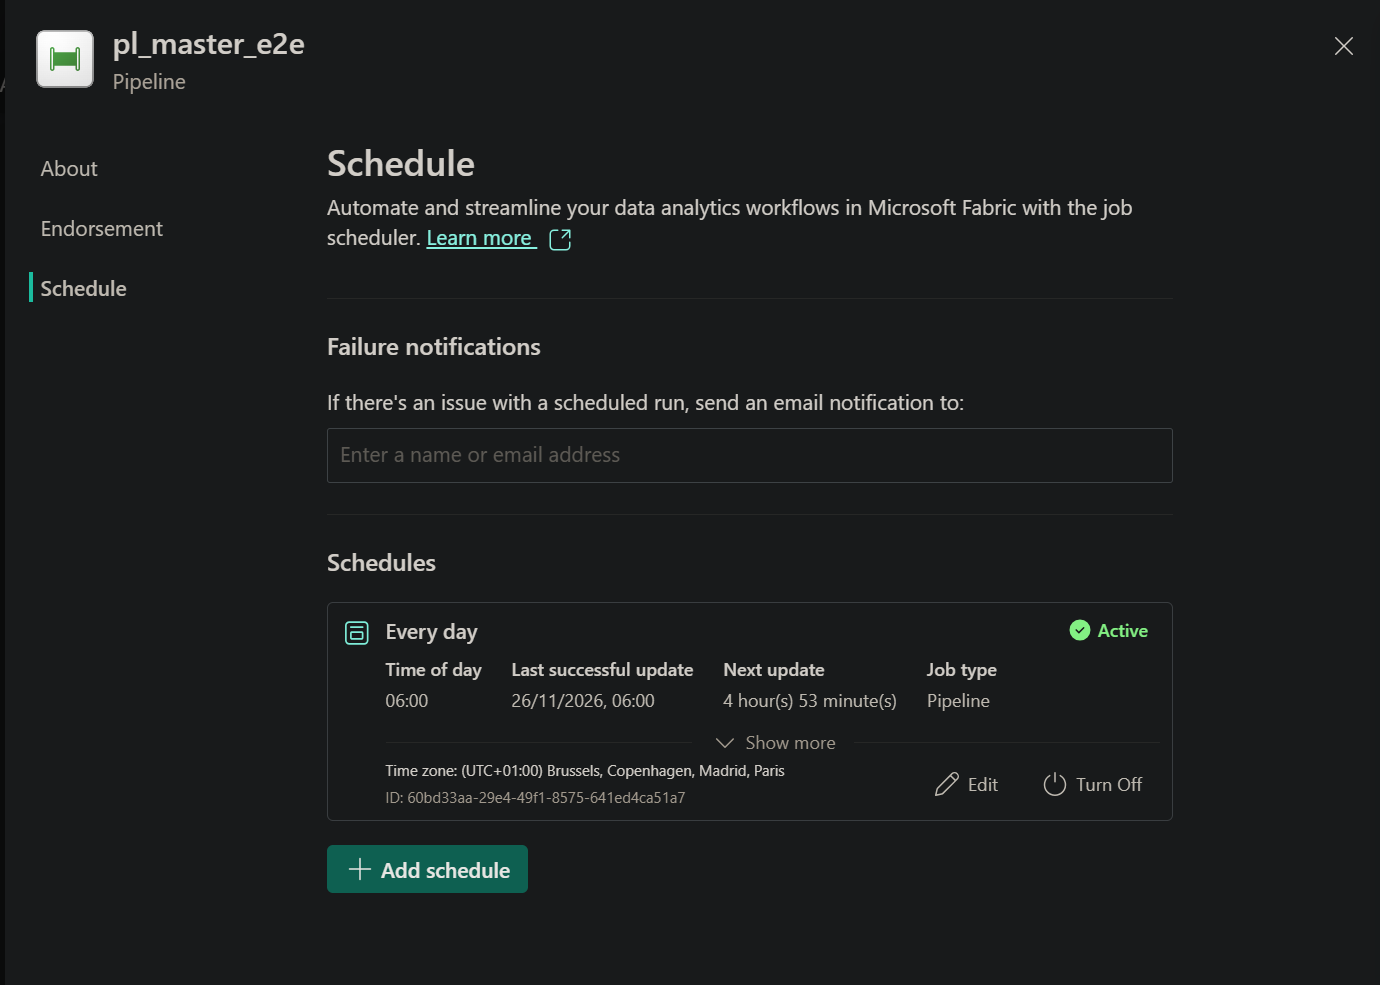 pl_master_e2e
Pipeline
About
Endorsement
Schedule
Schedule
Automate and streamline your data analytics workflows in Microsoft Fabric with the job
scheduler. Learn more
Failure notifications
If there's an issue with a scheduled run, send an email notification to:
Enter a name or email address
Schedules
Every day
Active
Time of day Last successful update Next update Job type
06:00 26/11/2026, 06:00 4 hour(s) 53 minute(s) Pipeline
Show more
Time zone: (UTC+01:00) Brussels, Copenhagen, Madrid, Paris
ID: 60bd33aa-29e4-49f1-8575-641ed4ca51a7
Edit
Turn Off
Add schedule